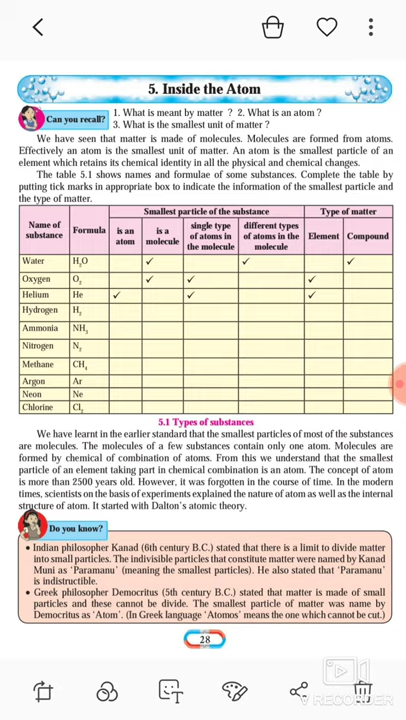 5. Inside the Atom
Can you recall?
1. What is meant by matter ? 2. What is an atom ?
3. What is the smallest unit of matter ?
We have seen that matter is made of molecules. Molecules are formed from atoms.
Effectively an atom is the smallest unit of matter. An atom is the smallest particle of an
element which retains its chemical identity in all the physical and chemical changes.
The table 5.1 shows names and formulae of some substances. Complete the table by
putting tick marks in appropriate box to indicate the information of the smallest particle and
the type of matter.
Name of substance | Formula | Smallest particle of the substance | Type of matter
is an atom | is a molecule | single type of atoms in the molecule | different types of atoms in the molecule | Element | Compound
Water H₂O ✓ ✓ ✓
Oxygen O₂ ✓ ✓ ✓
Helium He ✓ ✓ ✓
Hydrogen H₂
Ammonia NH₃
Nitrogen N₂
Methane CH₄
Argon Ar
Neon Ne
Chlorine Cl₂
5.1 Types of substances
We have learnt in the earlier standard that the smallest particles of most of the substances
are molecules. The molecules of a few substances contain only one atom. Molecules are
formed by chemical of combination of atoms. From this we understand that the smallest
particle of an element taking part in chemical combination is an atom. The concept of atom
is more than 2500 years old. However, it was forgotten in the course of time. In the modern
times, scientists on the basis of experiments explained the nature of atom as well as the internal
structure of atom. It started with Dalton's atomic theory.
Do you know?
• Indian philosopher Kanad (6th century B.C.) stated that there is a limit to divide matter
into small particles. The indivisible particles that constitute matter were named by Kanad
Muni as 'Paramanu' (meaning the smallest particles). He also stated that 'Paramanu'
is indistructible.
• Greek philosopher Democritus (5th century B.C.) stated that matter is made of small
particles and these cannot be divide. The smallest particle of matter was name by
Democritus as 'Atom'. (In Greek language 'Atomos' means the one which cannot be cut.)
28
RECORDER